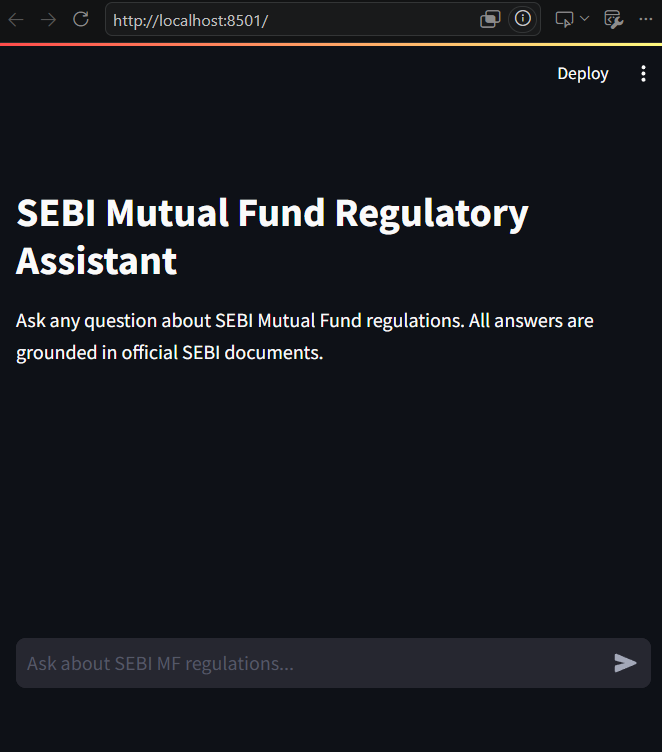 http://localhost:8501/
Deploy
SEBI Mutual Fund Regulatory
Assistant
Ask any question about SEBI Mutual Fund regulations. All answers are
grounded in official SEBI documents.
Ask about SEBI MF regulations...